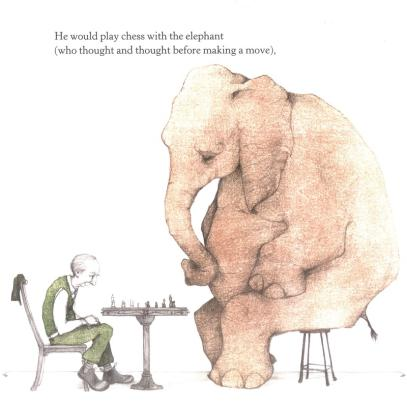 He would play chess with the elephant
(who thought and thought before making a move),